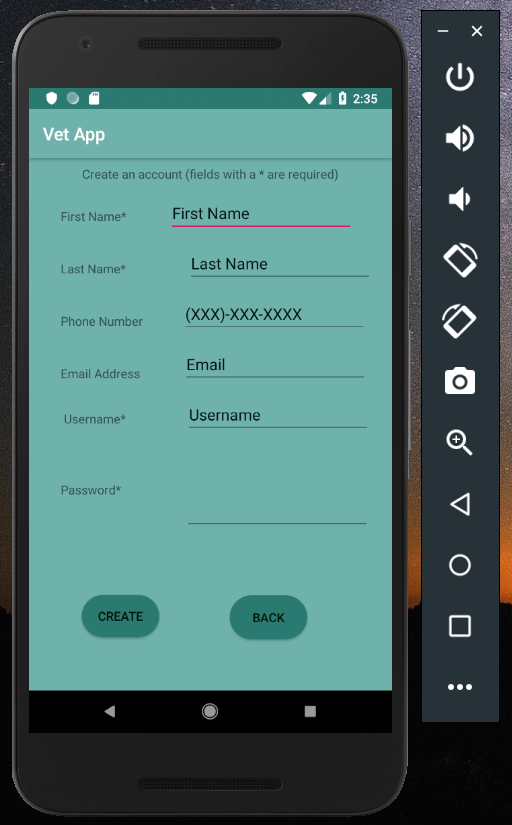 2:35
Vet App
Create an account (fields with a * are required)
First Name* First Name
Last Name* Last Name
Phone Number (XXX)-XXX-XXXX
Email Address Email
Username* Username
Password*
CREATE BACK